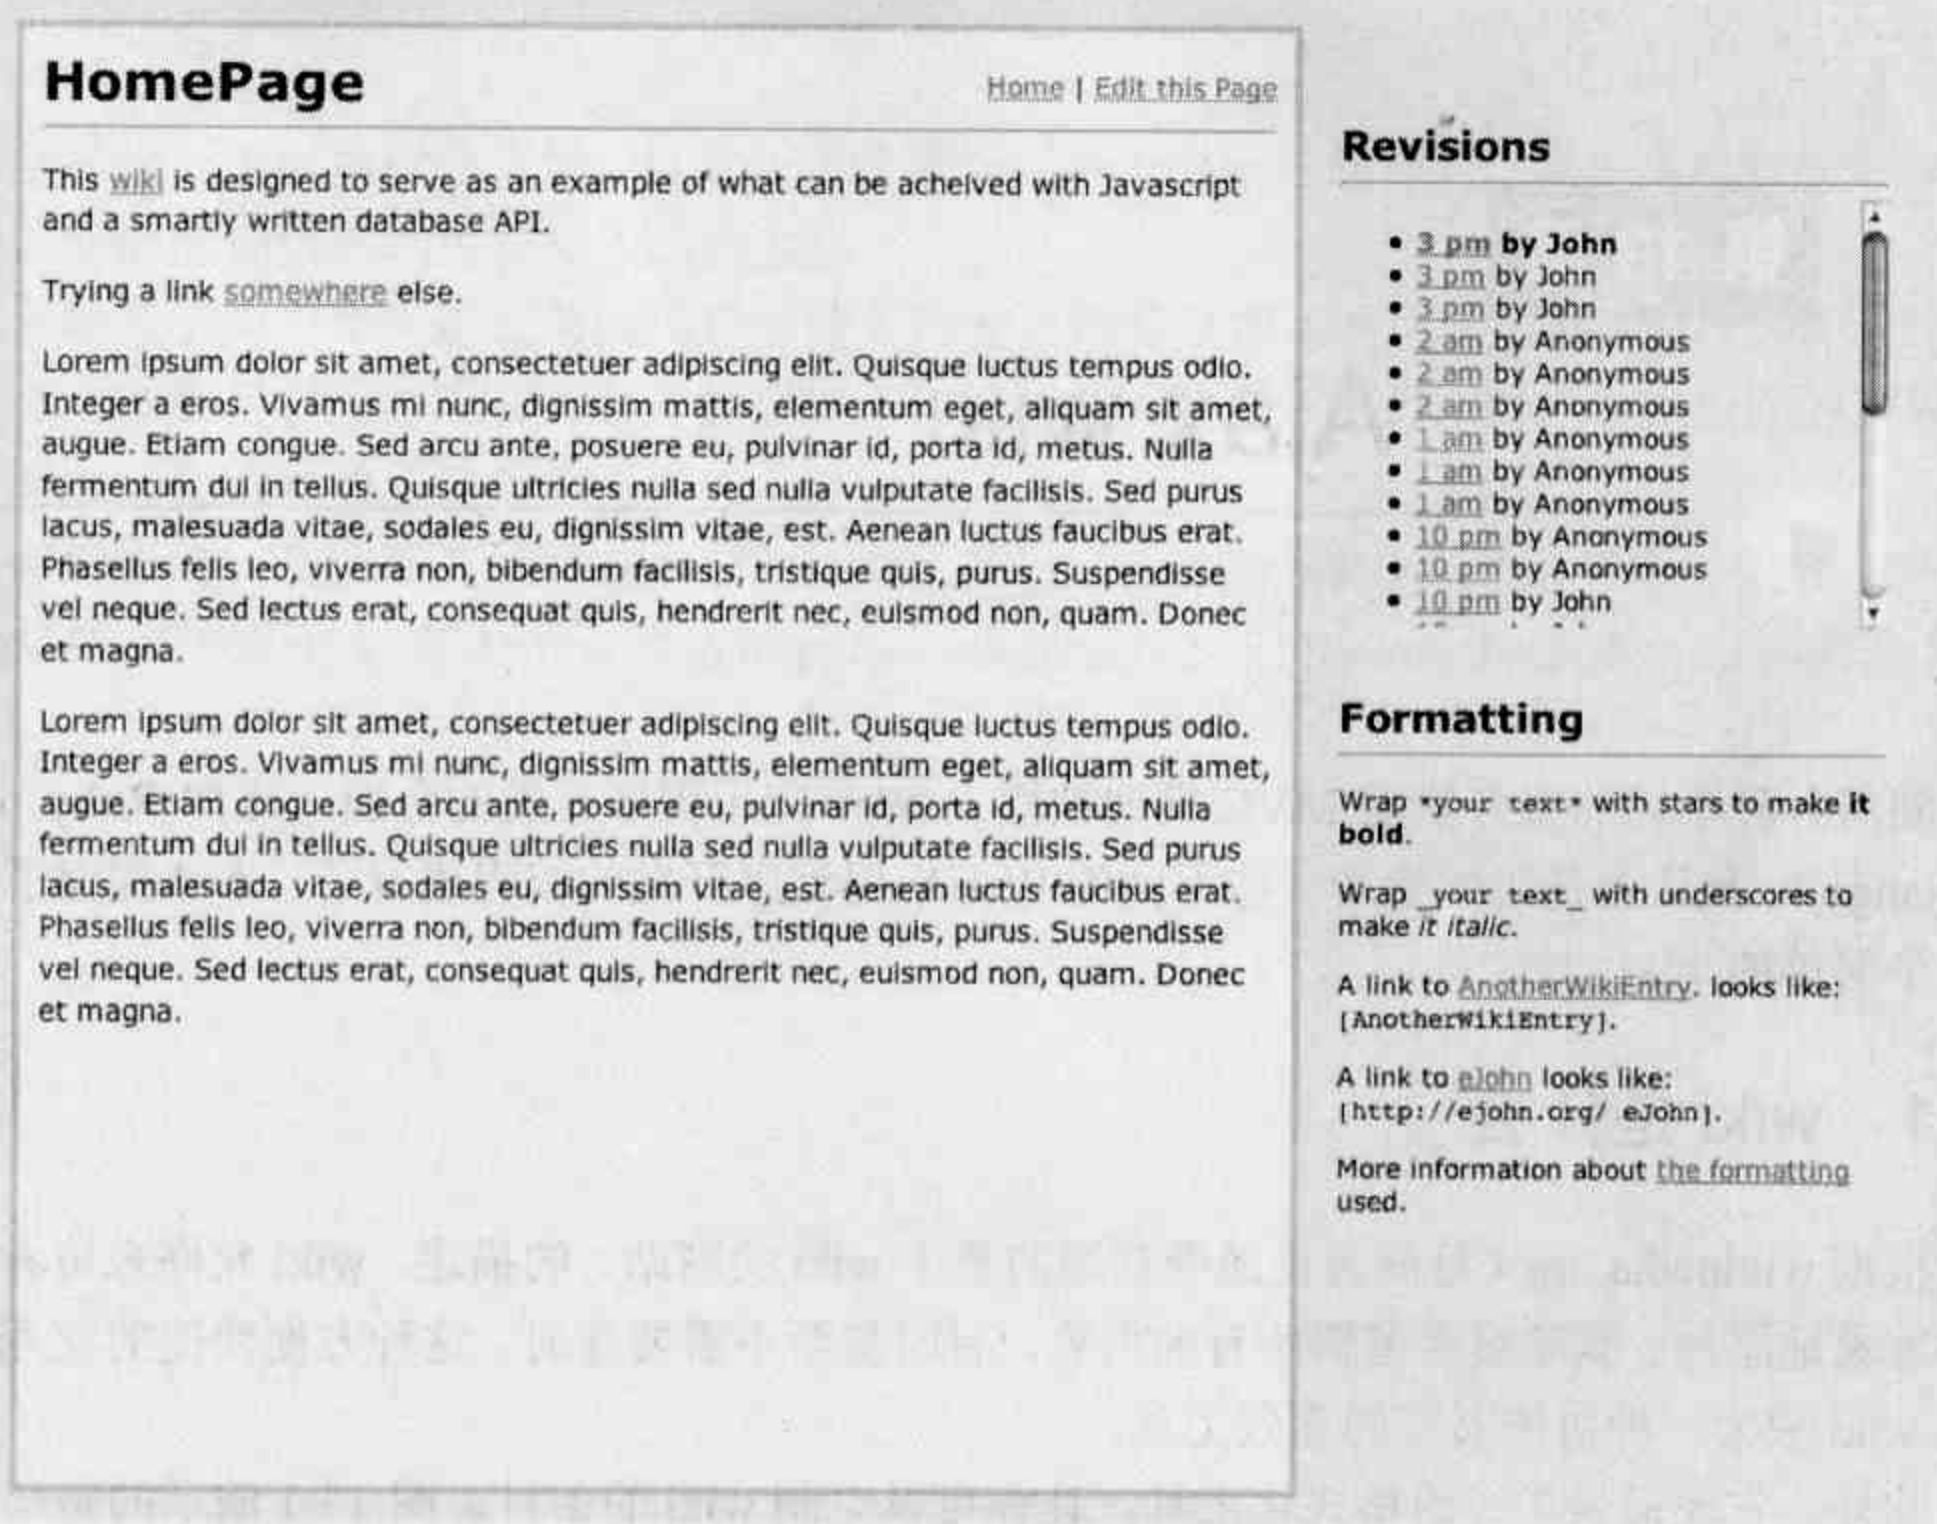 HomePage
Home | Edit this Page
This wiki is designed to serve as an example of what can be acheived with Javascript
and a smartly written database API.
Trying a link somewhere else.
Lorem ipsum dolor sit amet, consectetuer adipiscing elit. Quisque luctus tempus odio.
Integer a eros. Vivamus mi nunc, dignissim mattis, elementum eget, aliquam sit amet,
augue. Etiam congue. Sed arcu ante, posuere eu, pulvinar id, porta id, metus. Nulla
fermentum dui in tellus. Quisque ultricies nulla sed nulla vulputate facilisis. Sed purus
lacus, malesuada vitae, sodales eu, dignissim vitae, est. Aenean luctus faucibus erat.
Phasellus felis leo, viverra non, bibendum facilisis, tristique quis, purus. Suspendisse
vel neque. Sed lectus erat, consequat quis, hendrerit nec, euismod non, quam. Donec
et magna.
Lorem ipsum dolor sit amet, consectetuer adipiscing elit. Quisque luctus tempus odio.
Integer a eros. Vivamus mi nunc, dignissim mattis, elementum eget, aliquam sit amet,
augue. Etiam congue. Sed arcu ante, posuere eu, pulvinar id, porta id, metus. Nulla
fermentum dui in tellus. Quisque ultricies nulla sed nulla vulputate facilisis. Sed purus
lacus, malesuada vitae, sodales eu, dignissim vitae, est. Aenean luctus faucibus erat.
Phasellus felis leo, viverra non, bibendum facilisis, tristique quis, purus. Suspendisse
vel neque. Sed lectus erat, consequat quis, hendrerit nec, euismod non, quam. Donec
et magna.
Revisions
• 3 pm by John
• 3 pm by John
• 3 pm by John
• 2 am by Anonymous
• 2 am by Anonymous
• 2 am by Anonymous
• 1 am by Anonymous
• 1 am by Anonymous
• 1 am by Anonymous
• 10 pm by Anonymous
• 10 pm by Anonymous
• 10 pm by John
Formatting
Wrap *your text* with stars to make it
bold.
Wrap _your text_ with underscores to
make it italic.
A link to AnotherWikiEntry. looks like:
[AnotherWikiEntry].
A link to eJohn looks like:
[http://ejohn.org/ eJohn].
More information about the formatting
used.